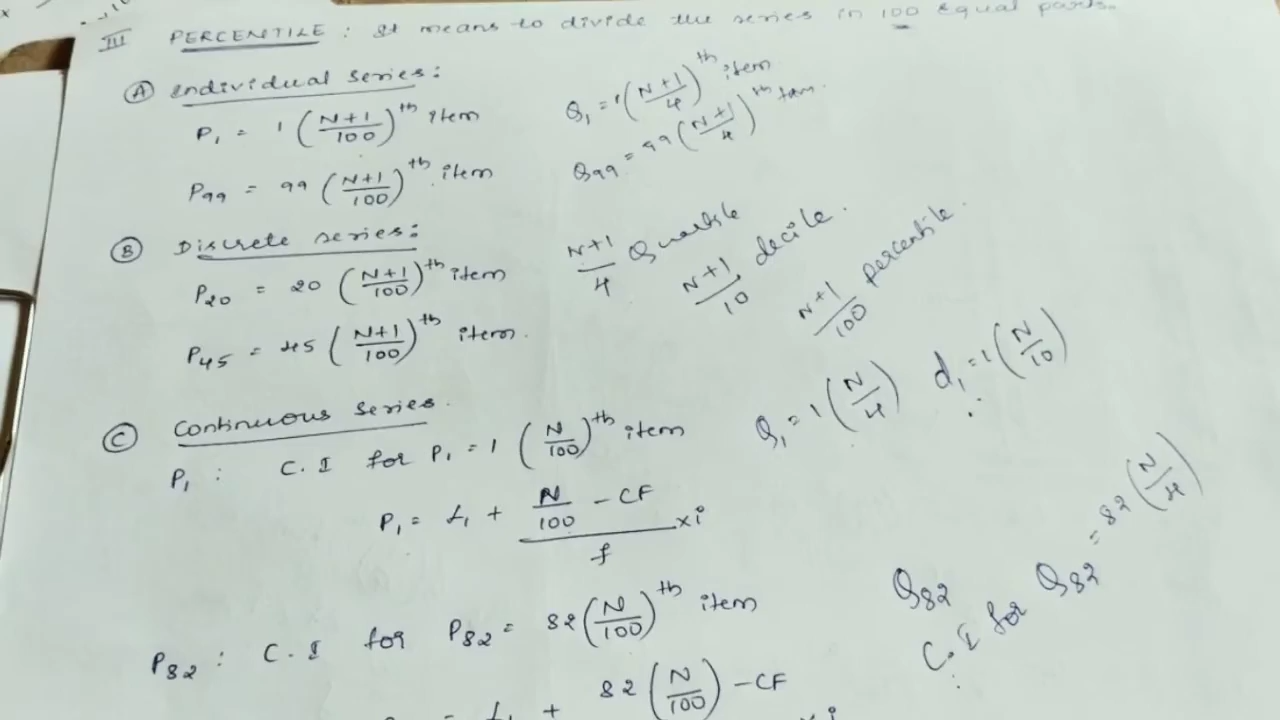 III PERCENTILE : It means to divide the series in 100 equal parts.
(A) Individual series:
P₁ = 1 (N+1/100)ᵗʰ item
P₉₉ = 99 (N+1/100)ᵗʰ item
Q₁ = 1(N+1/4)ᵗʰ item
Q₉₉ = 99(N+1/4)ᵗʰ
(B) Discrete series:
P₂₀ = 20 (N+1/100)ᵗʰ item
P₄₅ = 45 (N+1/100)ᵗʰ item.
N+1/4 Quartile
N+1/10 decile.
N+1/100 percentile.
(C) Continuous series.
P₁ : C.I for P₁ = 1 (N/100)ᵗʰ item
P₁ = L₁ + N/100 - CF / f × i
Q₁ = 1(N/4)
d₁ = 1(N/10)
P₈₂ : C.I for P₈₂ = 82(N/100)ᵗʰ item
= L₁ + 82(N/100) - CF
× i
Q₈₂
C.I for Q₈₂ = 82(N/4)